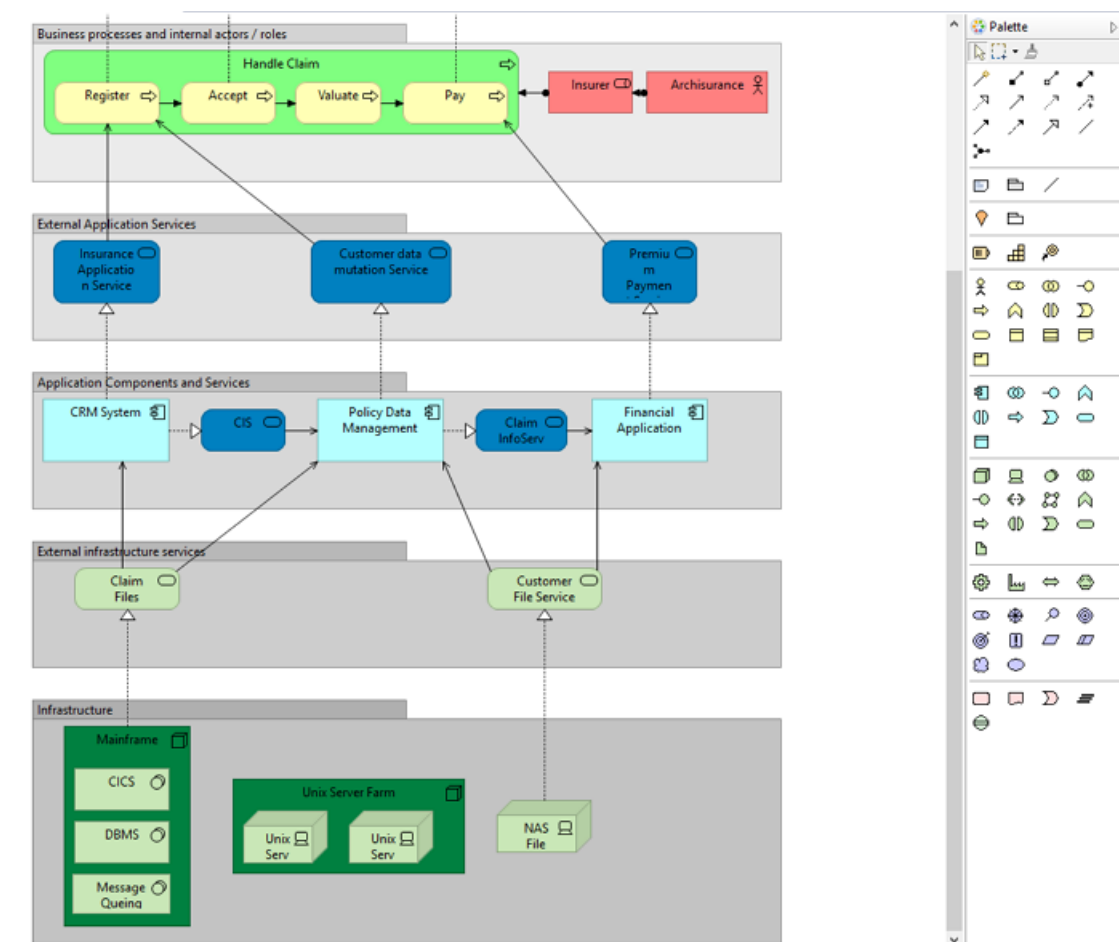 Palette
Business processes and internal actors / roles
Handle Claim
Register
Accept
Valuate
Pay
Insurer
Archisurance
External Application Services
Insurance
Applicatio
n Service
Customer data
mutation Service
Premiu
m
Paymen
Application Components and Services
CRM System
CIS
Policy Data
Management
Claim
InfoServ
Financial
Application
External infrastructure services
Claim
Files
Customer
File Service
Infrastructure
Mainframe
CICS
DBMS
Message
Queing
Unix Server Farm
Unix
Serv
Unix
Serv
NAS
File